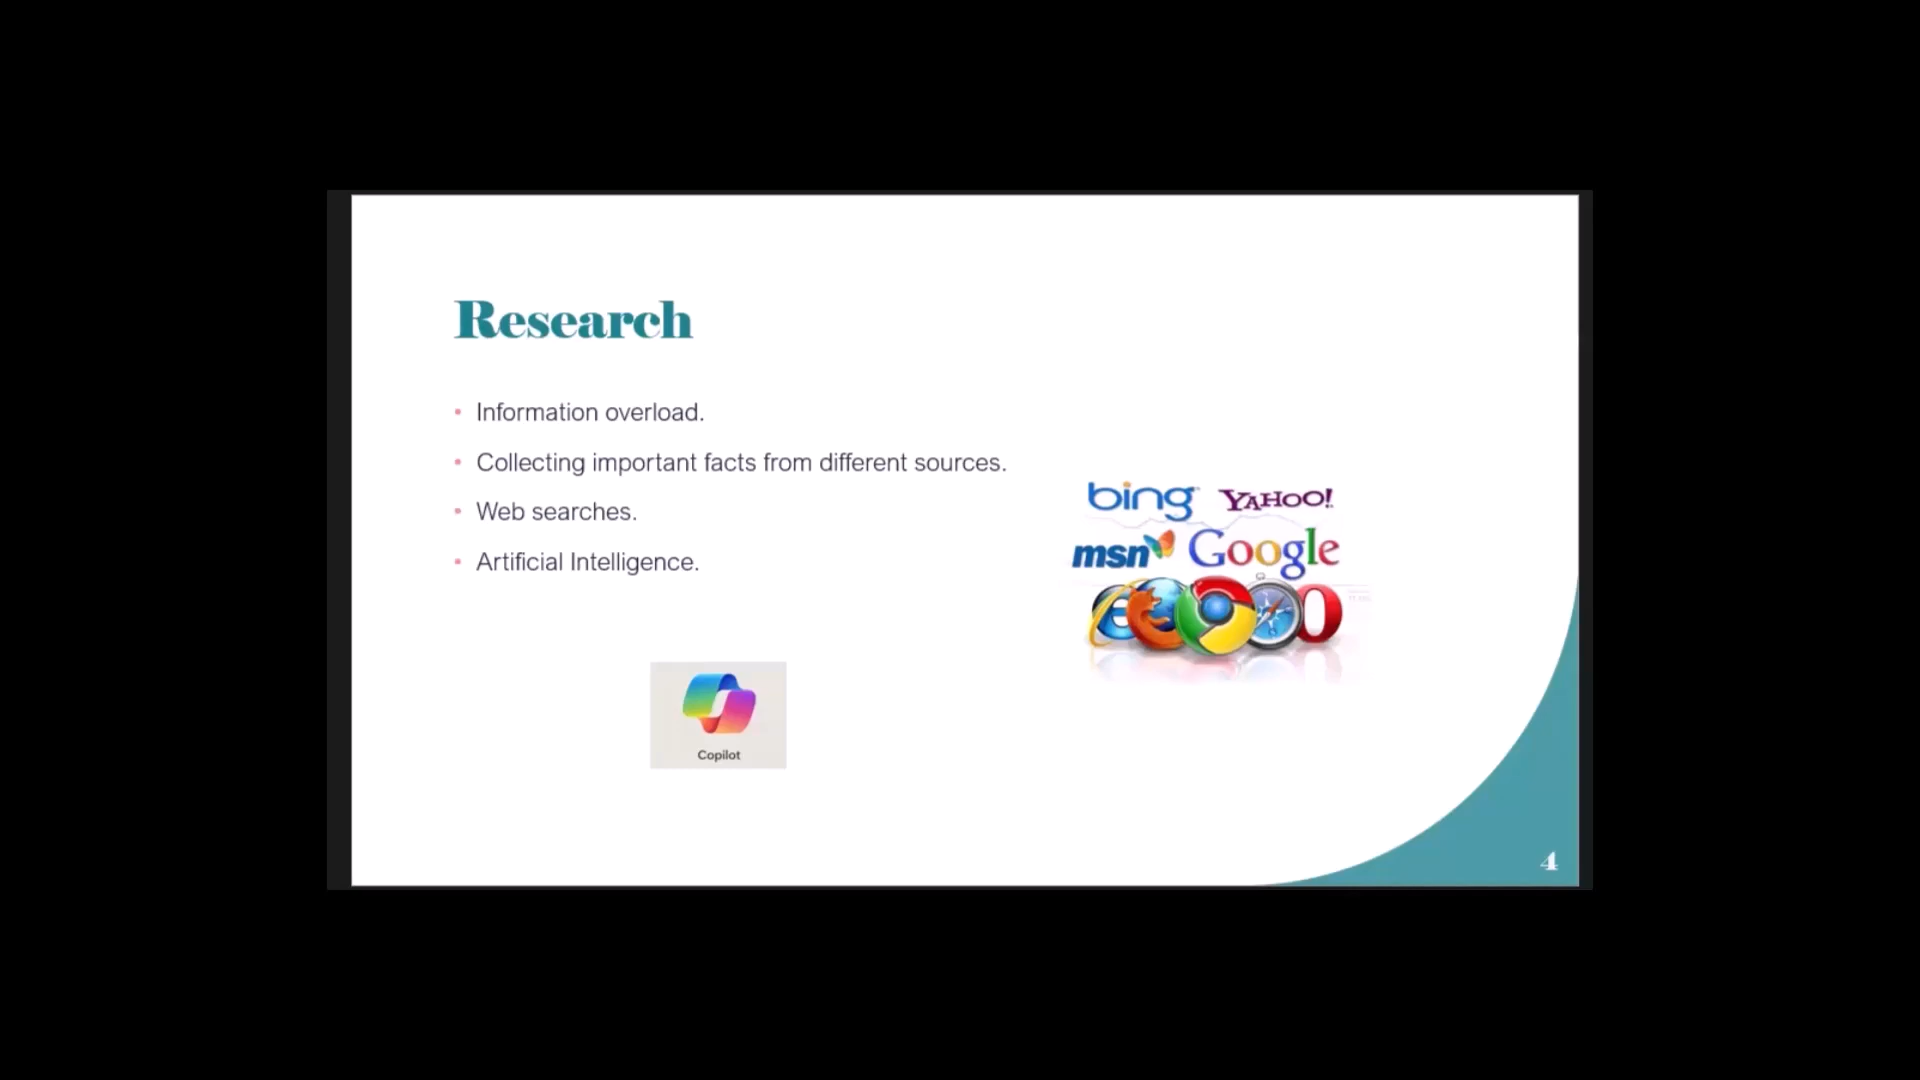 Research
• Information overload.
• Collecting important facts from different sources.
• Web searches.
• Artificial Intelligence.
bing YAHOO!
msn Google
Copilot
4